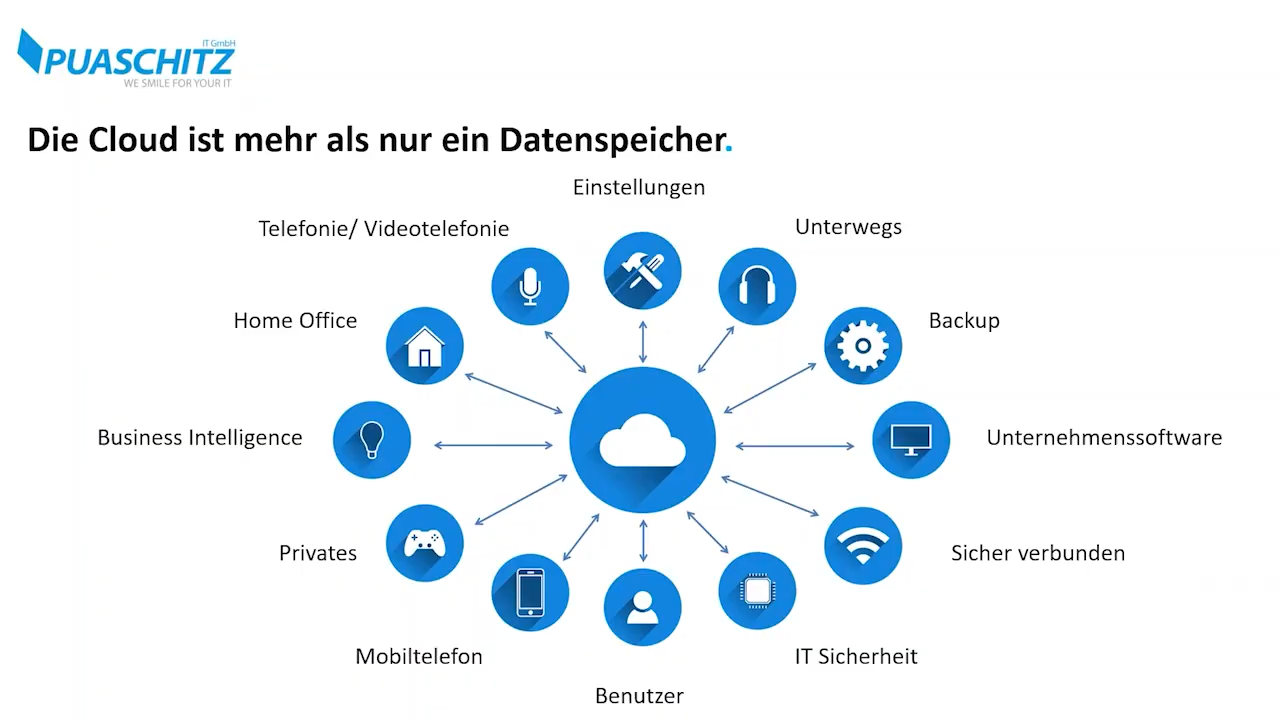 IT GmbH
PUASCHITZ
WE SMILE FOR YOUR IT
Die Cloud ist mehr als nur ein Datenspeicher.
Einstellungen
Telefonie/ Videotelefonie
Unterwegs
Home Office
Backup
Business Intelligence
Unternehmenssoftware
Privates
Sicher verbunden
Mobiltelefon
IT Sicherheit
Benutzer